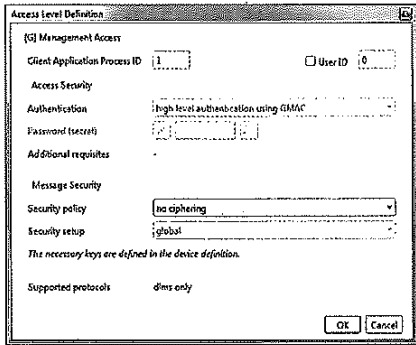 Access Level Definition
[G] Management Access
Client Application Process ID 1 User ID 0
Access Security
Authentication high level authentication using GMAC
Password (secret)
Additional requisites -
Message Security
Security policy no ciphering
Security setup global
The necessary keys are defined in the device definition.
Supported protocols dlms only
OK Cancel